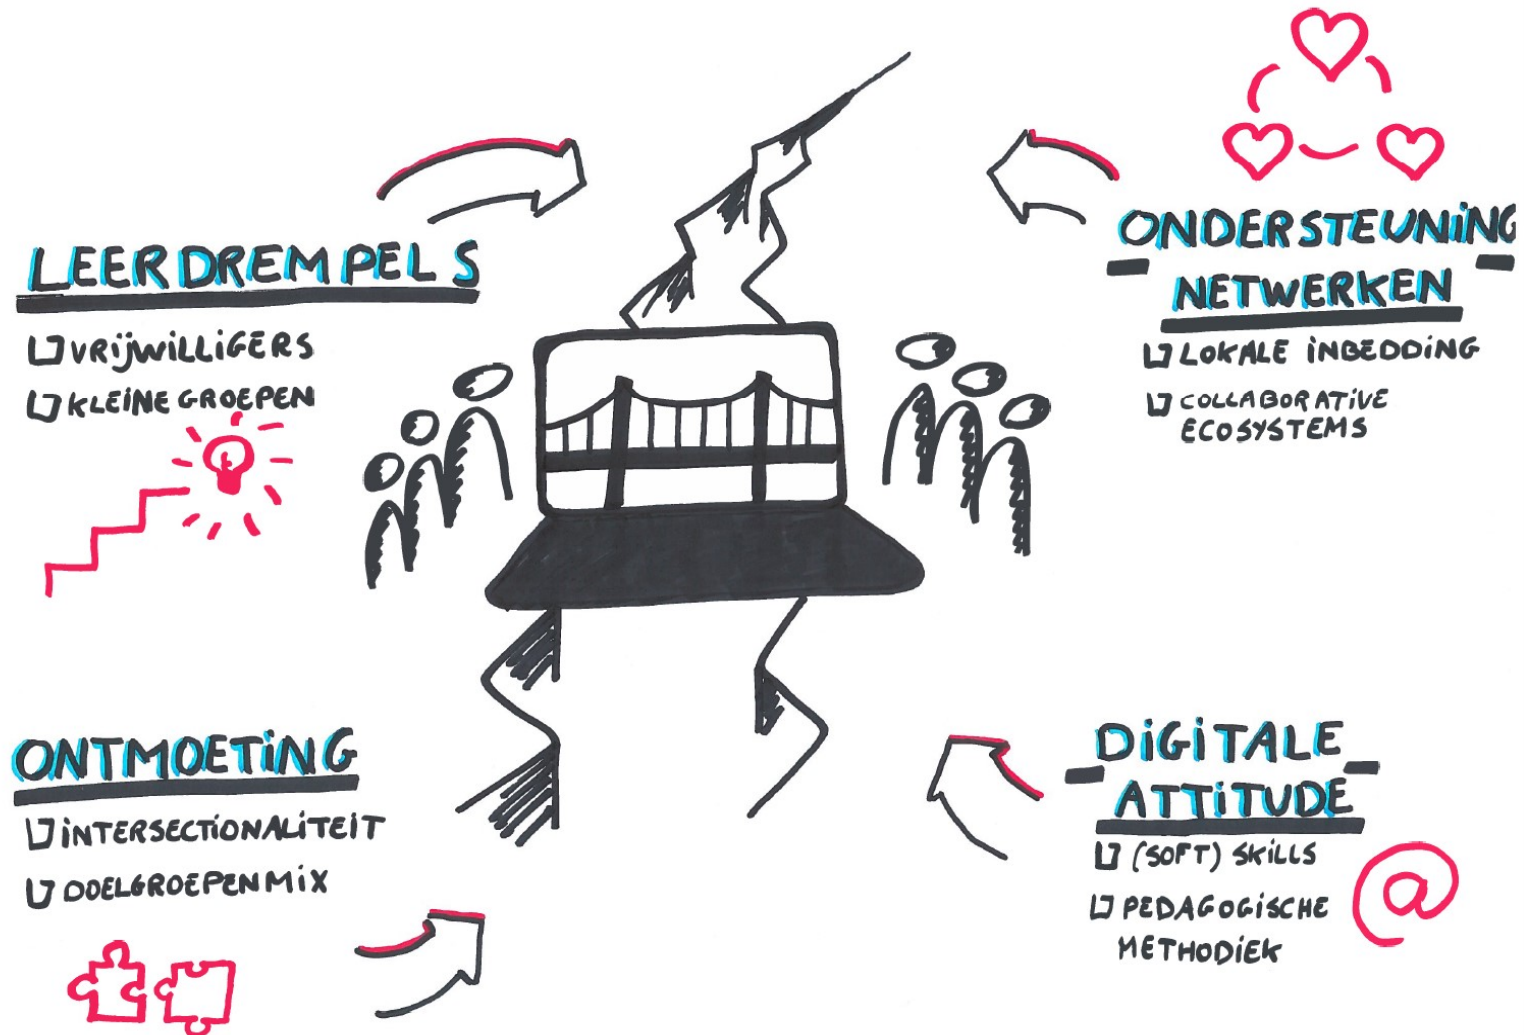 LEERDREMPELS
VRIJWILLIGERS
KLEINE GROEPEN
ONDERSTEUNING
NETWERKEN
LOKALE INBEDDING
COLLABORATIVE
ECOSYSTEMS
ONTMOETING
INTERSECTIONALITEIT
DOELGROEPENMIX
DIGITALE
ATTITUDE
(SOFT) SKILLS
PEDAGOGISCHE
METHODIEK
@